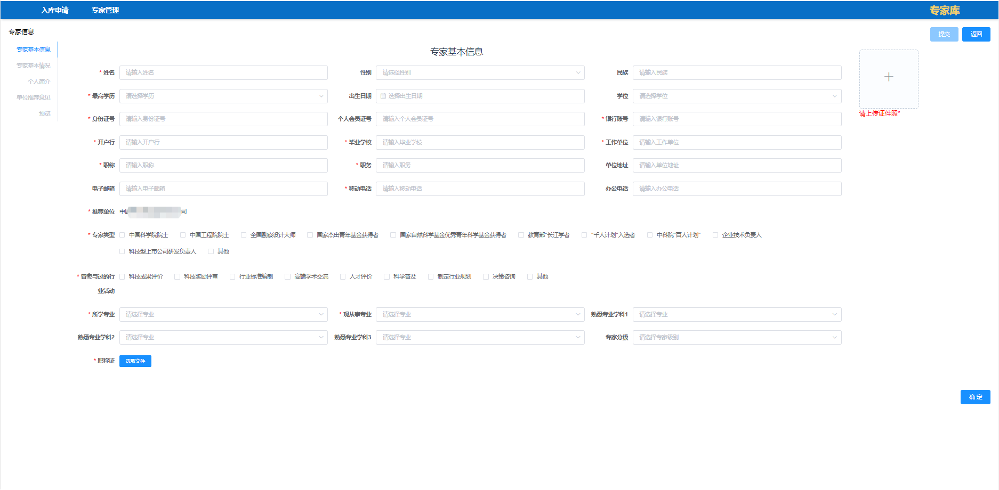 入库申请 专家管理 专家库
专家信息 提交 返回
专家基本信息
专家基本情况
个人简介
单位推荐意见
预览
专家基本信息
* 姓名 请输入姓名 性别 请选择性别 民族 请输入民族
* 最高学历 请选择学历 出生日期 选择出生日期 学位 请选择学位
* 身份证号 请输入身份证号 个人会员证号 请输入个人会员证号 * 银行账号 请输入银行账号
* 开户行 请输入开户行 * 毕业学校 请输入毕业学校 * 工作单位 请输入工作单位
* 职称 请输入职称 * 职务 请输入职务 单位地址 请输入单位地址
电子邮箱 请输入电子邮箱 * 移动电话 请输入移动电话 办公电话 请输入办公电话
请上传证件照*
* 推荐单位 中国 司
* 专家类型 中国科学院院士 中国工程院院士 全国勘察设计大师 国家杰出青年基金获得者 国家自然科学基金优秀青年科学基金获得者 教育部“长江学者 “千人计划”入选者 中科院“百人计划” 企业技术负责人
科技型上市公司研发负责人 其他
* 曾参与过的行 科技成果评价 科技奖励评审 行业标准编制 高端学术交流 人才评价 科学普及 制定行业规划 决策咨询 其他
业活动
* 所学专业 请选择专业 * 现从事专业 请选择专业 熟悉专业学科1 请选择专业
熟悉专业学科2 请选择专业 熟悉专业学科3 请选择专业 专家分级 请选择专家级别
* 职称证 选取文件
确 定